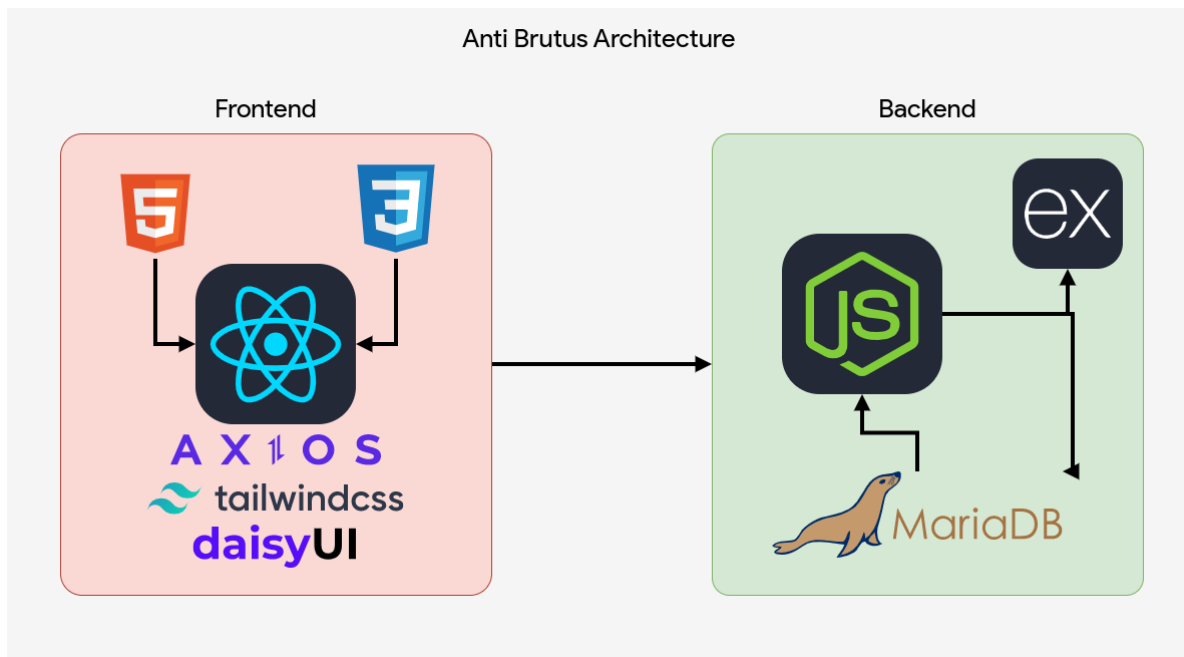 Anti Brutus Architecture
Frontend
Backend
5
3
ex
JS
AXIOS
tailwindcss
daisyUI
MariaDB